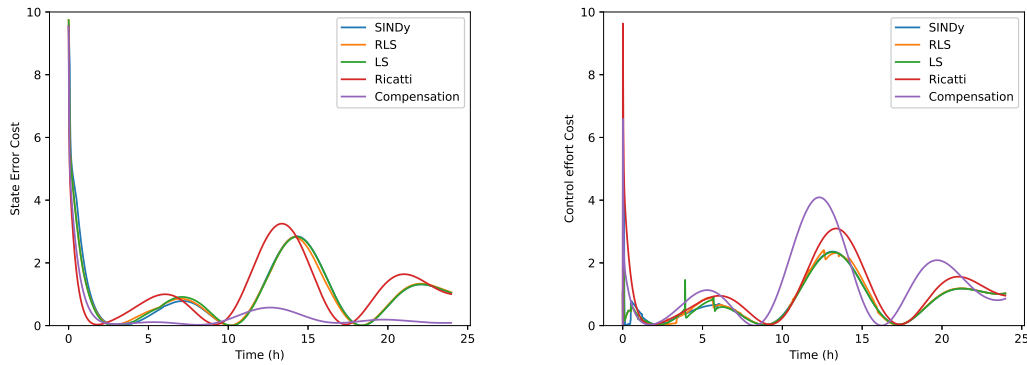 10
8
6
4
2
0
State Error Cost
0
5
10
15
20
25
Time (h)
SINDy
RLS
LS
Ricatti
Compensation
10
8
6
4
2
0
Control effort Cost
0
5
10
15
20
25
Time (h)
SINDy
RLS
LS
Ricatti
Compensation